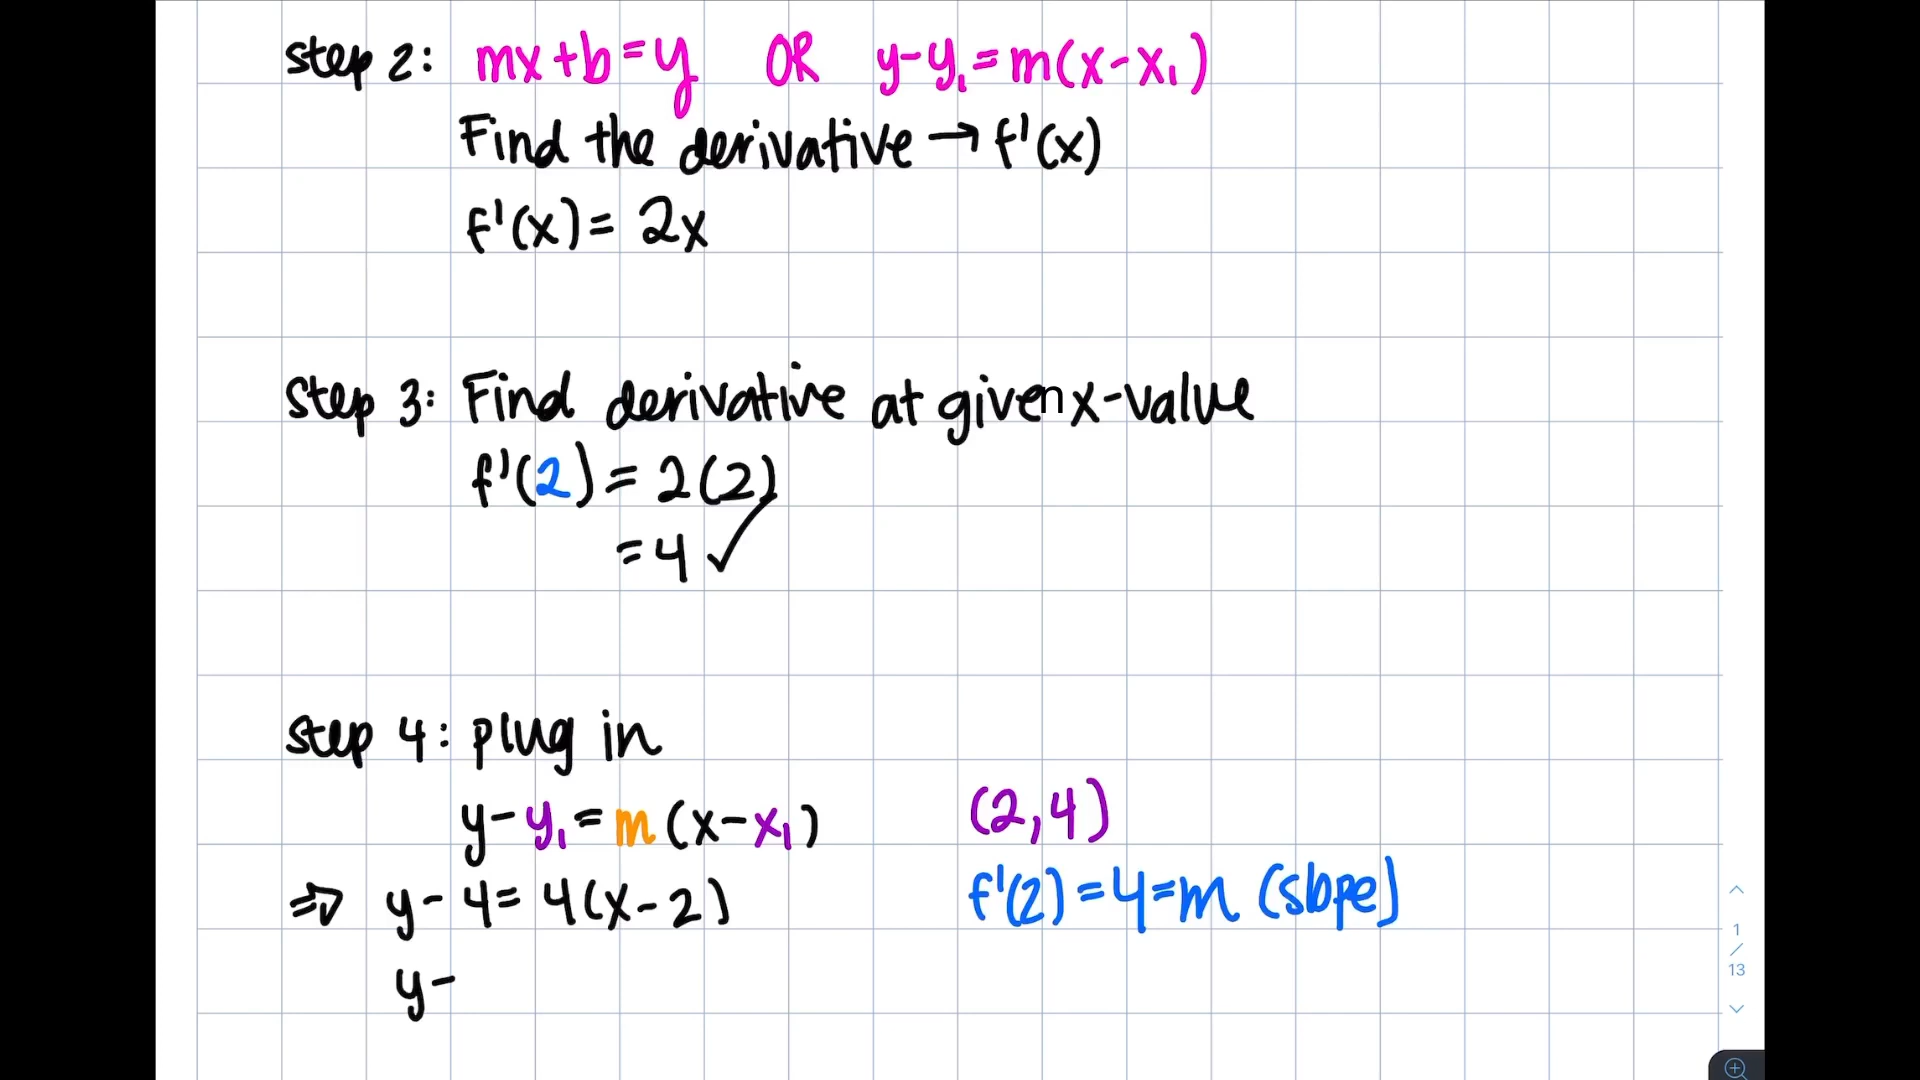 step 2: mx+b=y OR y-y₁=m(x-x₁)
Find the derivative → f'(x)
f'(x)= 2x
step 3: Find derivative at given x-value
f'(2) = 2(2)
=4 ✓
step 4: plug in
y-y₁=m(x-x₁)
(2,4)
⇒ y-4=4(x-2)
f'(2)=4=m (slope)
y-
1
/
13